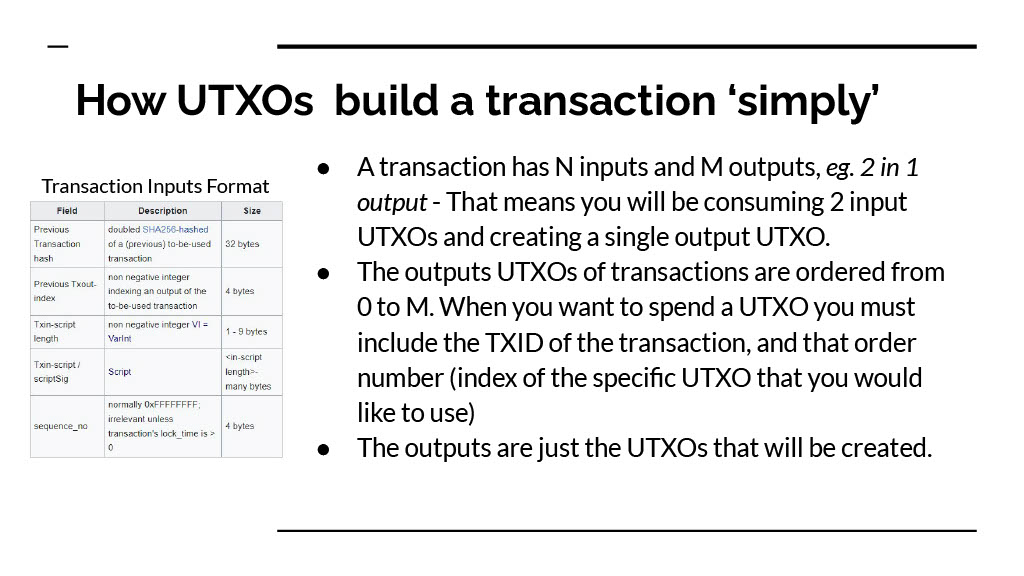 How UTXOs  build a transaction ‘simply’
Transaction Inputs Format
Field Description Size
Previous Transaction hash doubled SHA256-hashed of a (previous) to-be-used transaction 32 bytes
Previous Txout-index non negative integer indexing an output of the to-be-used transaction 4 bytes
Txin-script length non negative integer VI = VarInt 1 - 9 bytes
Txin-script / scriptSig Script <in-script length>-many bytes
sequence_no normally 0xFFFFFFFF; irrelevant unless transaction's lock_time is > 0 4 bytes
● A transaction has N inputs and M outputs, eg. 2 in 1
output - That means you will be consuming 2 input
UTXOs and creating a single output UTXO.
● The outputs UTXOs of transactions are ordered from
0 to M. When you want to spend a UTXO you must
include the TXID of the transaction, and that order
number (index of the specific UTXO that you would
like to use)
● The outputs are just the UTXOs that will be created.